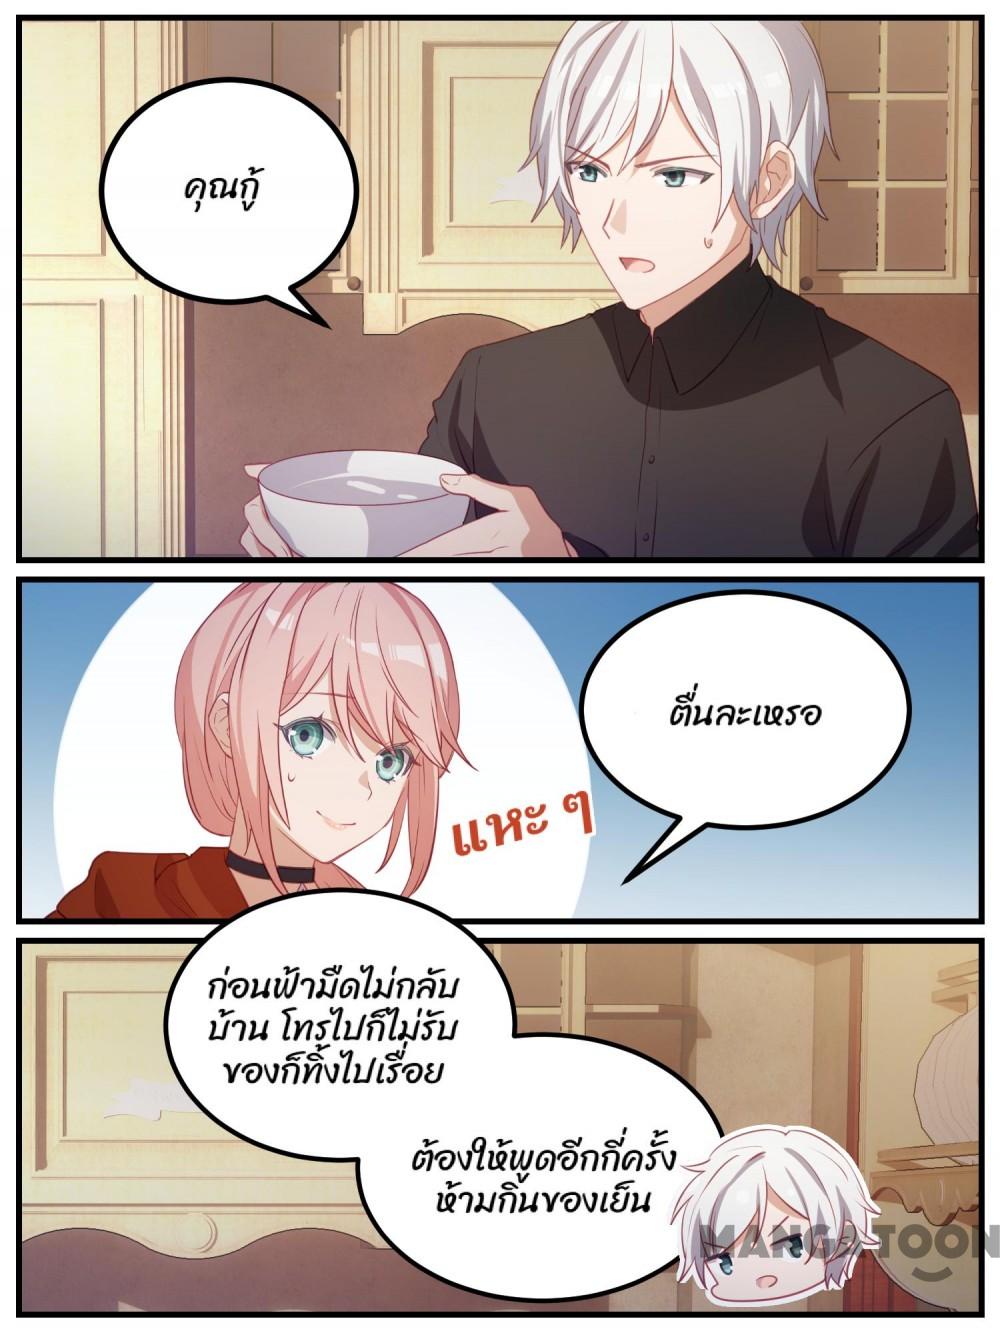 คุณกู้
ตื่นละเหรอ
แหะ ๆ
ก่อนฟ้ามืดไม่กลับ
บ้าน โทรไปก็ไม่รับ
ของก็ทิ้งไปเรื่อย
ต้องให้พูดอีกกี่ครั้ง
ห้ามกินของเย็น
MANGATOON